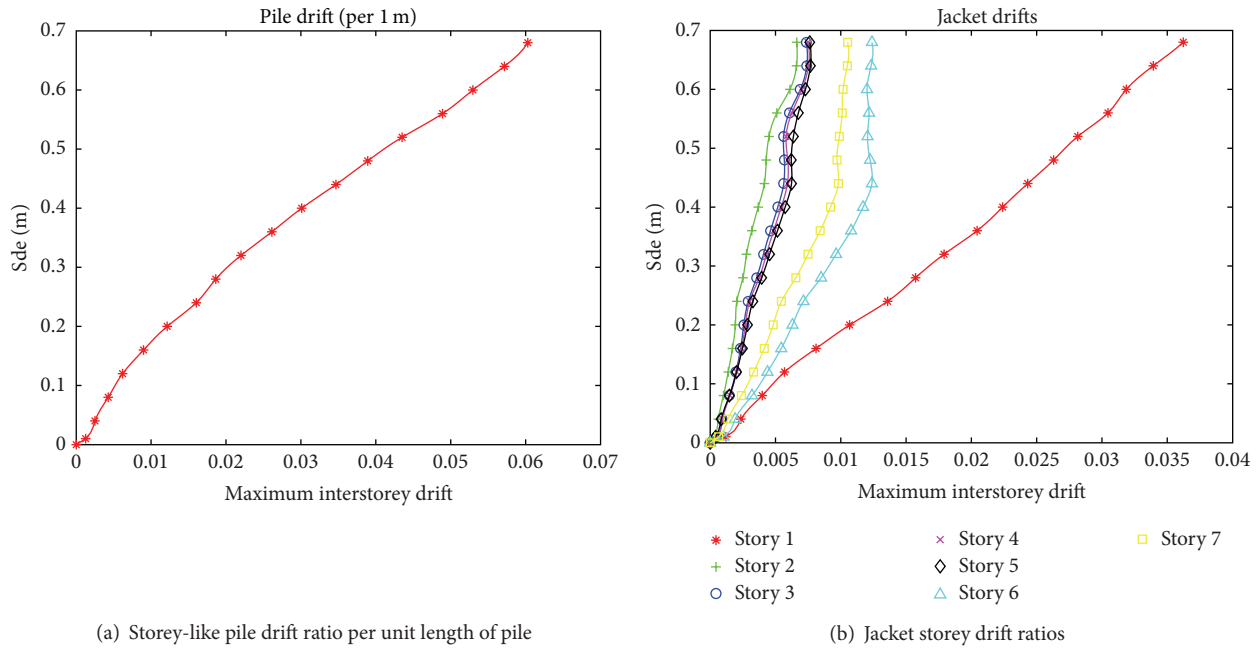 Pile drift (per 1 m)
0.7
0.6
0.5
0.4
0.3
0.2
0.1
0
Sde (m)
0 0.01 0.02 0.03 0.04 0.05 0.06 0.07
Maximum interstorey drift
(a) Storey-like pile drift ratio per unit length of pile
Jacket drifts
0.7
0.6
0.5
0.4
0.3
0.2
0.1
0
Sde (m)
0 0.005 0.01 0.015 0.02 0.025 0.03 0.035 0.04
Maximum interstorey drift
Story 1
Story 2
Story 3
Story 4
Story 5
Story 6
Story 7
(b) Jacket storey drift ratios